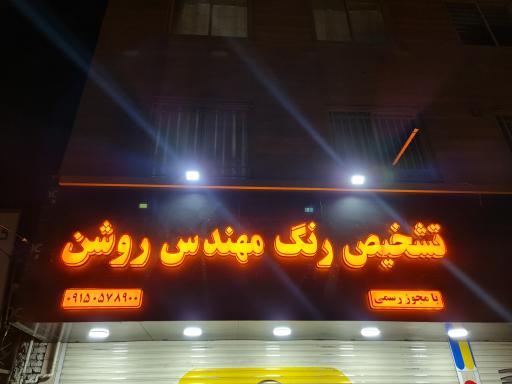 تشخیص رنگ مهندس روشن
با مجوز رسمی
۰۹۱۵۰۵۷۸۹۰۰